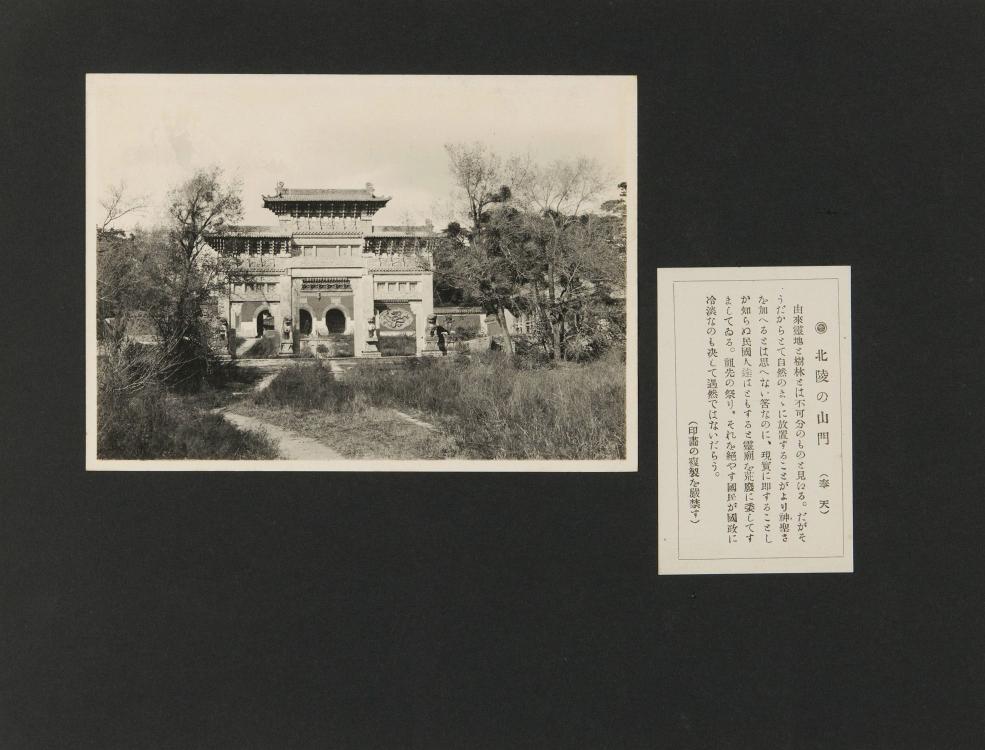 北陵の山門 (奉天)
由來靈地と樹林とは不可分のものと見ねる。だがそ
うだからとて自然のまゝに放置することがより神聖さ
を加へるとは思へない筈なのに、現實に即することし
か知らぬ民國人達はともすると靈廟を荒廢に委してす
ましてゐる。祖先の祭り。それを絶やす國民が國政に
冷淡なのも决して遇然ではないだらう。
(印畵の複製を嚴禁す)